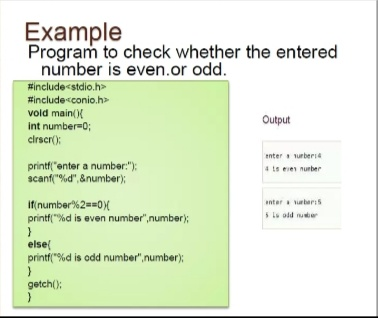 Example
Program to check whether the entered
number is even.or odd.
#include<stdio.h>
#include<conio.h>
void main(){
int number=0;
clrscr();
printf("enter a number:");
scanf("%d",&number);
if(number%2==0){
printf("%d is even number",number);
}
else{
printf("%d is odd number",number);
}
getch();
}
Output
enter a number:4
4 is even number
enter a number:5
5 is odd number